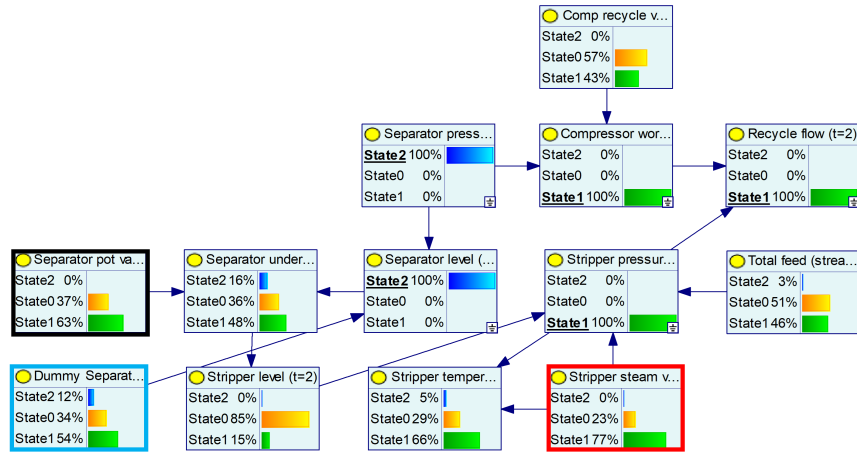 Comp recycle v...
State2 0%
State0 57%
State1 43%
Separator press...
State2 100%
State0 0%
State1 0%
Compressor wor...
State2 0%
State0 0%
State1 100%
Recycle flow (t=2)
State2 0%
State0 0%
State1 100%
Separator pot va...
State2 0%
State0 37%
State1 63%
Separator under...
State2 16%
State0 36%
State1 48%
Separator level (...
State2 100%
State0 0%
State1 0%
Stripper pressur...
State2 0%
State0 0%
State1 100%
Total feed (strea...
State2 3%
State0 51%
State1 46%
Dummy Separat...
State2 12%
State0 34%
State1 54%
Stripper level (t=2)
State2 0%
State0 85%
State1 15%
Stripper temper...
State2 5%
State0 29%
State1 66%
Stripper steam v...
State2 0%
State0 23%
State1 77%